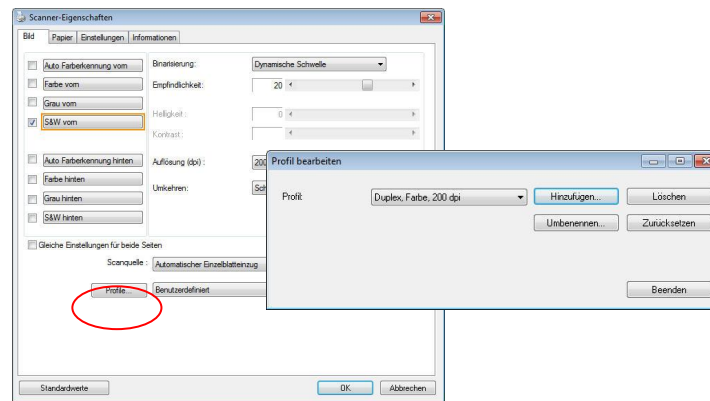 Scanner-Eigenschaften
Bild Papier Einstellungen Informationen
Auto Farberkennung vorn
Farbe vorn
Grau vorn
S&W vorn
Auto Farberkennung hinten
Farbe hinten
Grau hinten
S&W hinten
Binarisierung: Dynamische Schwelle
Empfindlichkeit: 20
Helligkeit : 0
Kontrast :
Auflösung (dpi) : 200
Umkehren: Sch
Gleiche Einstellungen für beide Seiten
Scanquelle : Automatischer Einzelblatteinzug
Profile... Benutzerdefiniert
Standardwerte OK Abbrechen
Profil bearbeiten
Profil: Duplex, Farbe, 200 dpi Hinzufügen... Löschen
Umbenennen... Zurücksetzen
Beenden